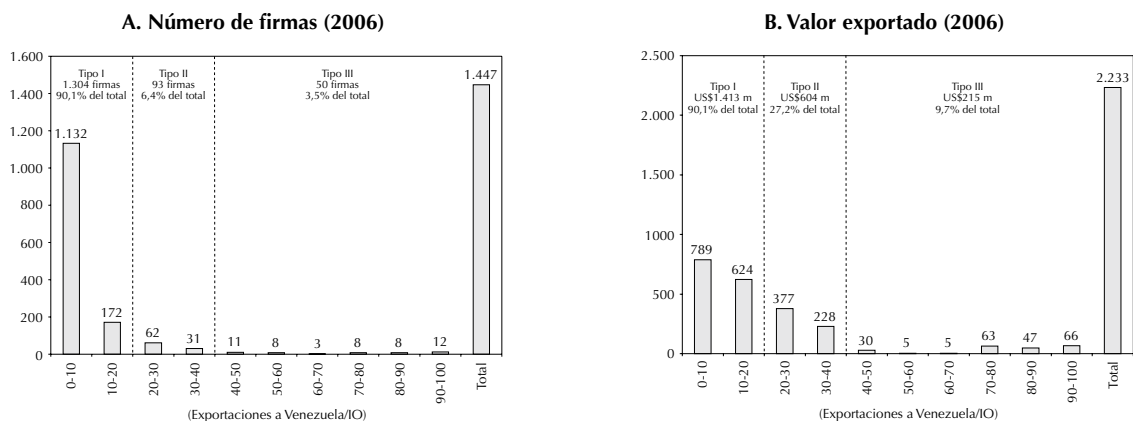 A. Número de firmas (2006)
1.600
1.400
1.200
1.000
800
600
400
200
0
Tipo I
1.304 firmas
90,1% del total
Tipo II
93 firmas
6,4% del total
Tipo III
50 firmas
3,5% del total
1.132
172
62
31
11
8
3
8
8
12
1.447
0-10
10-20
20-30
30-40
40-50
50-60
60-70
70-80
80-90
90-100
Total
(Exportaciones a Venezuela/IO)
B. Valor exportado (2006)
2.500
2.000
1.500
1000
500
0
Tipo I
US$1.413 m
90,1% del total
Tipo II
US$604 m
27,2% del total
Tipo III
US$215 m
9,7% del total
789
624
377
228
30
5
5
63
47
66
2.233
0-10
10-20
20-30
30-40
40-50
50-60
60-70
70-80
80-90
90-100
Total
(Exportaciones a Venezuela/IO)